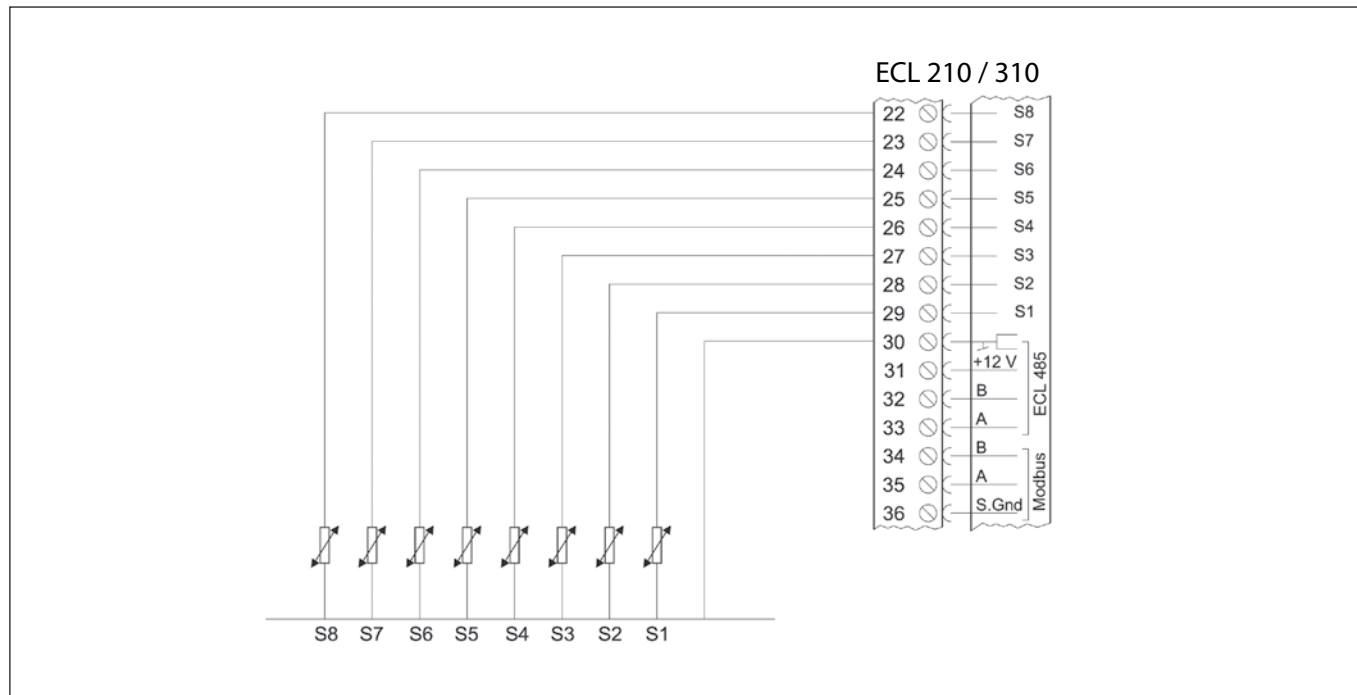 ECL 210 / 310
22 S8
23 S7
24 S6
25 S5
26 S4
27 S3
28 S2
29 S1
30
31 +12 V
32 B
33 A
ECL 485
34 B
35 A
36 S.Gnd
Modbus
S8 S7 S6 S5 S4 S3 S2 S1